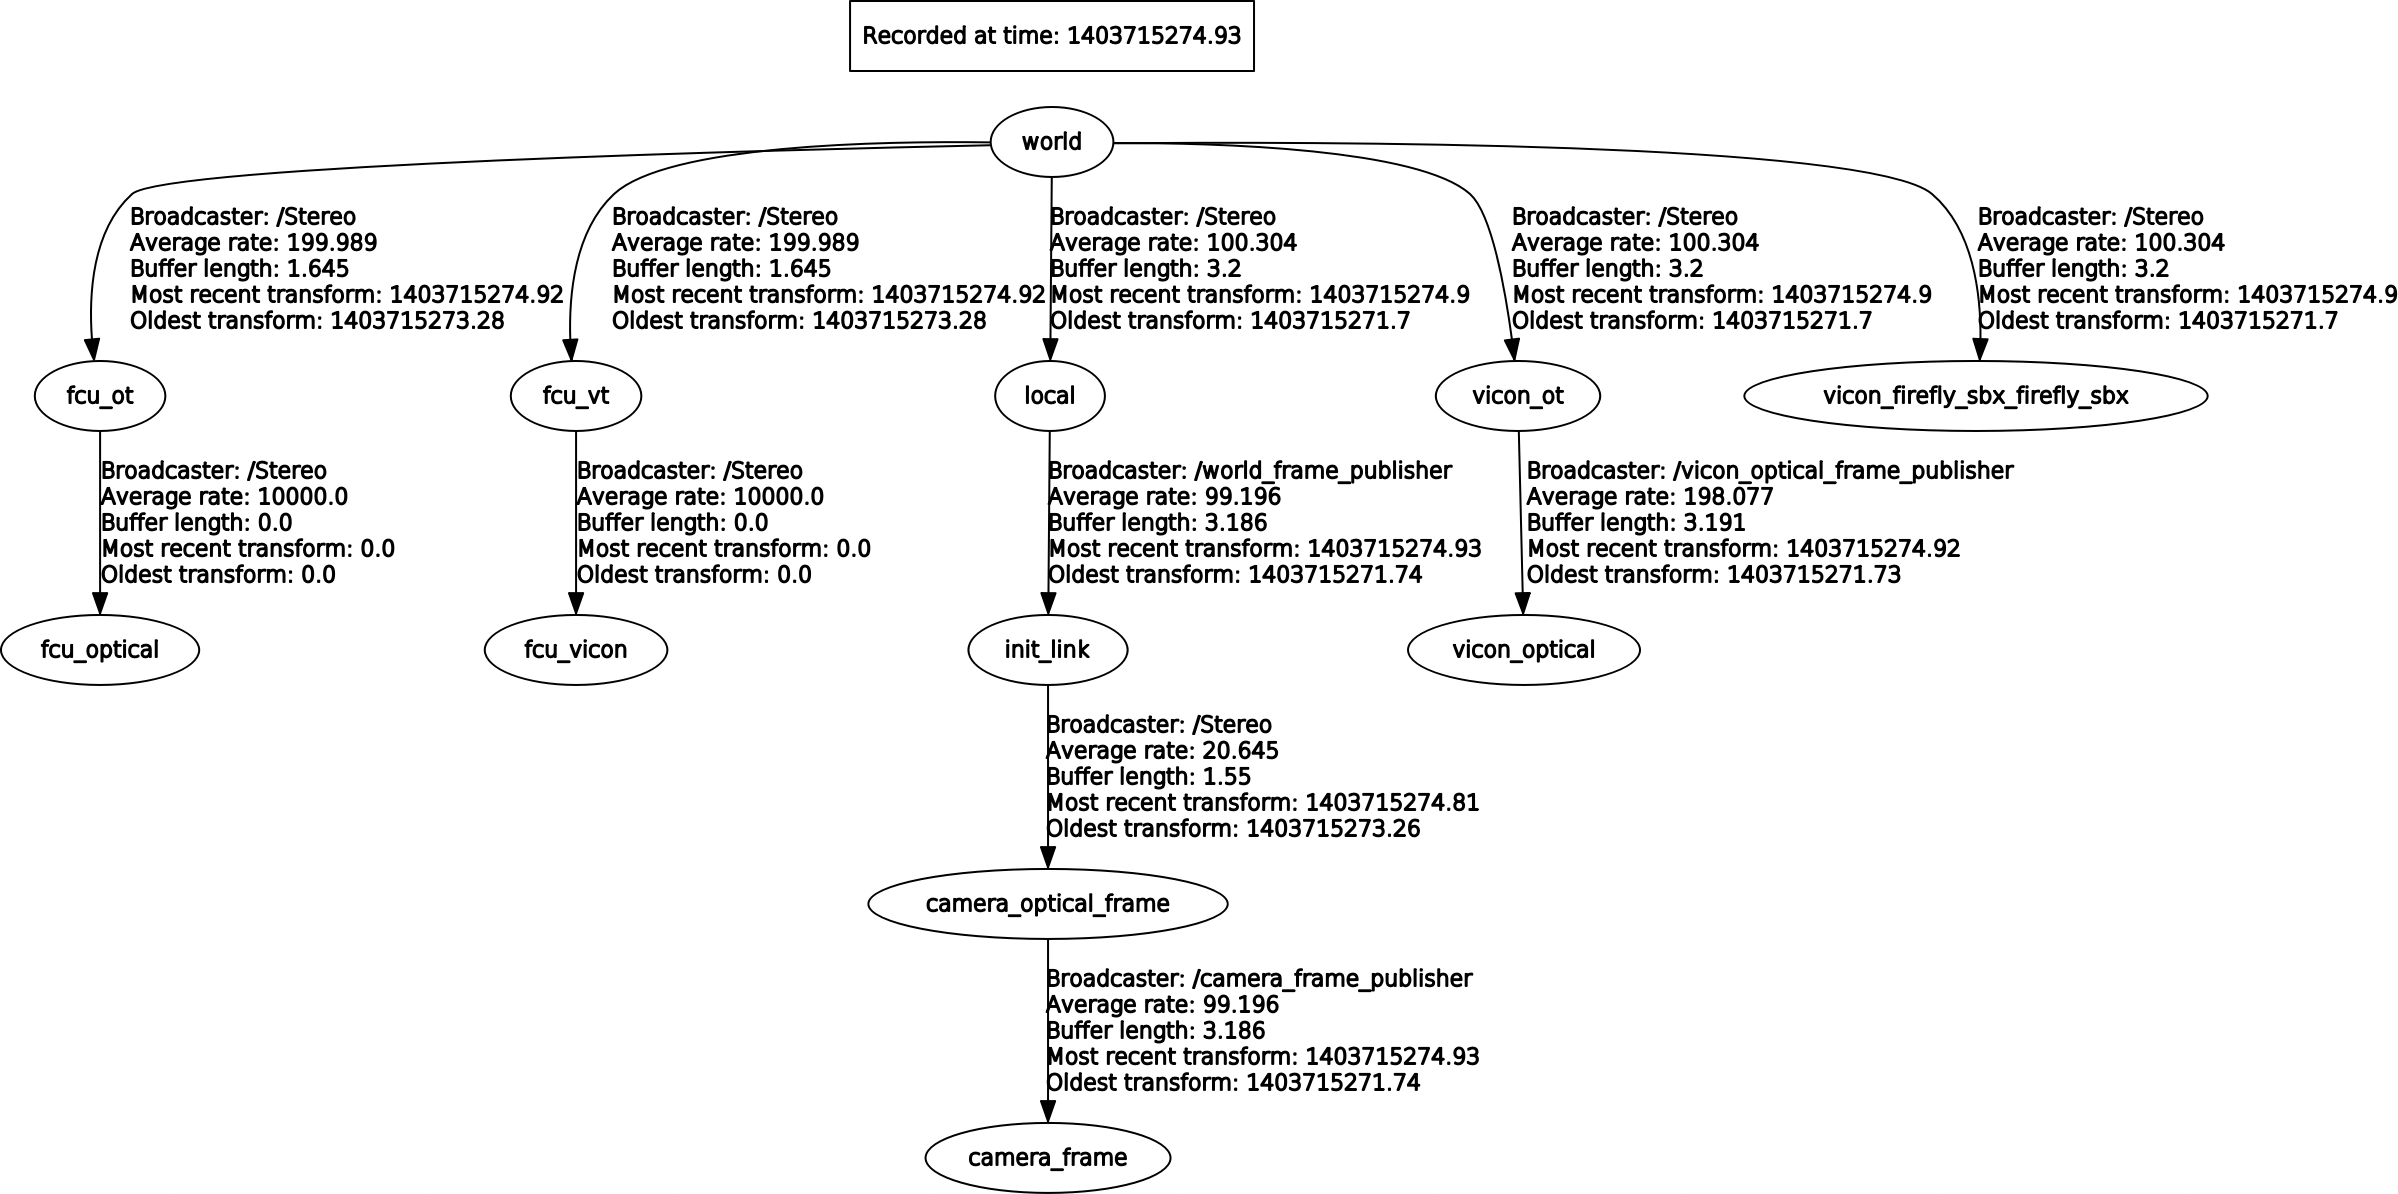 Recorded at time: 1403715274.93
world
Broadcaster: /Stereo
Average rate: 199.989
Buffer length: 1.645
Most recent transform: 1403715274.92
Oldest transform: 1403715273.28
Broadcaster: /Stereo
Average rate: 199.989
Buffer length: 1.645
Most recent transform: 1403715274.92
Oldest transform: 1403715273.28
Broadcaster: /Stereo
Average rate: 100.304
Buffer length: 3.2
Most recent transform: 1403715274.9
Oldest transform: 1403715271.7
Broadcaster: /Stereo
Average rate: 100.304
Buffer length: 3.2
Most recent transform: 1403715274.9
Oldest transform: 1403715271.7
Broadcaster: /Stereo
Average rate: 100.304
Buffer length: 3.2
Most recent transform: 1403715274.9
Oldest transform: 1403715271.7
fcu_ot
fcu_vt
local
vicon_ot
vicon_firefly_sbx_firefly_sbx
Broadcaster: /Stereo
Average rate: 10000.0
Buffer length: 0.0
Most recent transform: 0.0
Oldest transform: 0.0
Broadcaster: /Stereo
Average rate: 10000.0
Buffer length: 0.0
Most recent transform: 0.0
Oldest transform: 0.0
Broadcaster: /world_frame_publisher
Average rate: 99.196
Buffer length: 3.186
Most recent transform: 1403715274.93
Oldest transform: 1403715271.74
Broadcaster: /vicon_optical_frame_publisher
Average rate: 198.077
Buffer length: 3.191
Most recent transform: 1403715274.92
Oldest transform: 1403715271.73
fcu_optical
fcu_vicon
init_link
vicon_optical
Broadcaster: /Stereo
Average rate: 20.645
Buffer length: 1.55
Most recent transform: 1403715274.81
Oldest transform: 1403715273.26
camera_optical_frame
Broadcaster: /camera_frame_publisher
Average rate: 99.196
Buffer length: 3.186
Most recent transform: 1403715274.93
Oldest transform: 1403715271.74
camera_frame